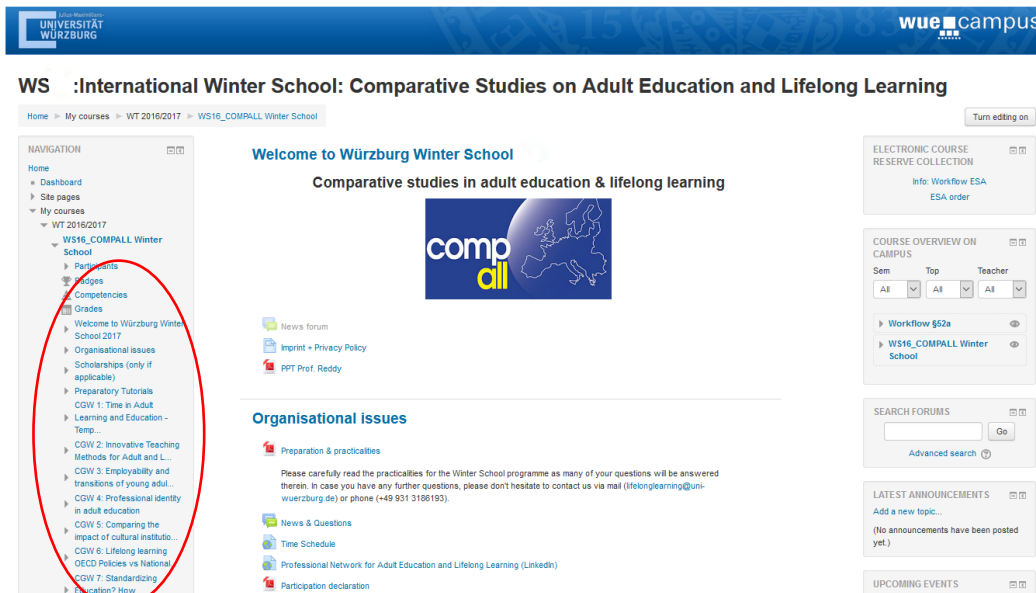 Julius-Maximilians-
UNIVERSITÄT
WÜRZBURG
wue campus
WS :International Winter School: Comparative Studies on Adult Education and Lifelong Learning
Home My courses WT 2016/2017 WS16_COMPALL Winter School
Turn editing on
NAVIGATION
Home
Dashboard
Site pages
My courses
WT 2016/2017
WS16_COMPALL Winter
School
Participants
Badges
Competencies
Grades
Welcome to Würzburg Winter
School 2017
Organisational issues
Scholarships (only if
applicable)
Preparatory Tutorials
CGW 1: Time in Adult
Learning and Education -
Temp...
CGW 2: Innovative Teaching
Methods for Adult and L...
CGW 3: Employability and
transitions of young adul...
CGW 4: Professional identity
in adult education
CGW 5: Comparing the
impact of cultural institutio...
CGW 6: Lifelong learning
OECD Policies vs National...
CGW 7: Standardizing
Education? How
Welcome to Würzburg Winter School
Comparative studies in adult education & lifelong learning
comp
all
News forum
Imprint + Privacy Policy
PPT Prof. Reddy
Organisational issues
Preparation & practicalities
Please carefully read the practicalities for the Winter School programme as many of your questions will be answered
therein. In case you have any further questions, please don't hesitate to contact us via mail (lifelonglearning@uni-
wuerzburg.de) or phone (+49 931 3186193).
News & Questions
Time Schedule
Professional Network for Adult Education and Lifelong Learning (LinkedIn)
Participation declaration
ELECTRONIC COURSE
RESERVE COLLECTION
Info: Workflow ESA
ESA order
COURSE OVERVIEW ON
CAMPUS
Sem Top Teacher
All All All
Workflow §52a
WS16_COMPALL Winter
School
SEARCH FORUMS
Go
Advanced search
LATEST ANNOUNCEMENTS
Add a new topic...
(No announcements have been posted
yet.)
UPCOMING EVENTS